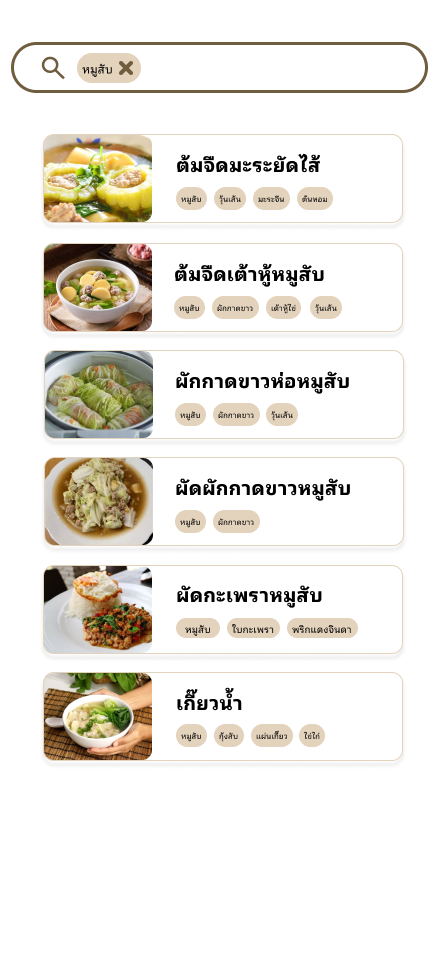 หมูสับ
ต้มจืดมะระยัดไส้
หมูสับ วุ้นเส้น มะระจีน ต้นหอม
ต้มจืดเต้าหู้หมูสับ
หมูสับ ผักกาดขาว เต้าหู้ไข่ วุ้นเส้น
ผักกาดขาวห่อหมูสับ
หมูสับ ผักกาดขาว วุ้นเส้น
ผัดผักกาดขาวหมูสับ
หมูสับ ผักกาดขาว
ผัดกะเพราหมูสับ
หมูสับ ใบกะเพรา พริกแดงจินดา
เกี๊ยวน้ำ
หมูสับ กุ้งสับ แผ่นเกี๊ยว ไข่ไก่